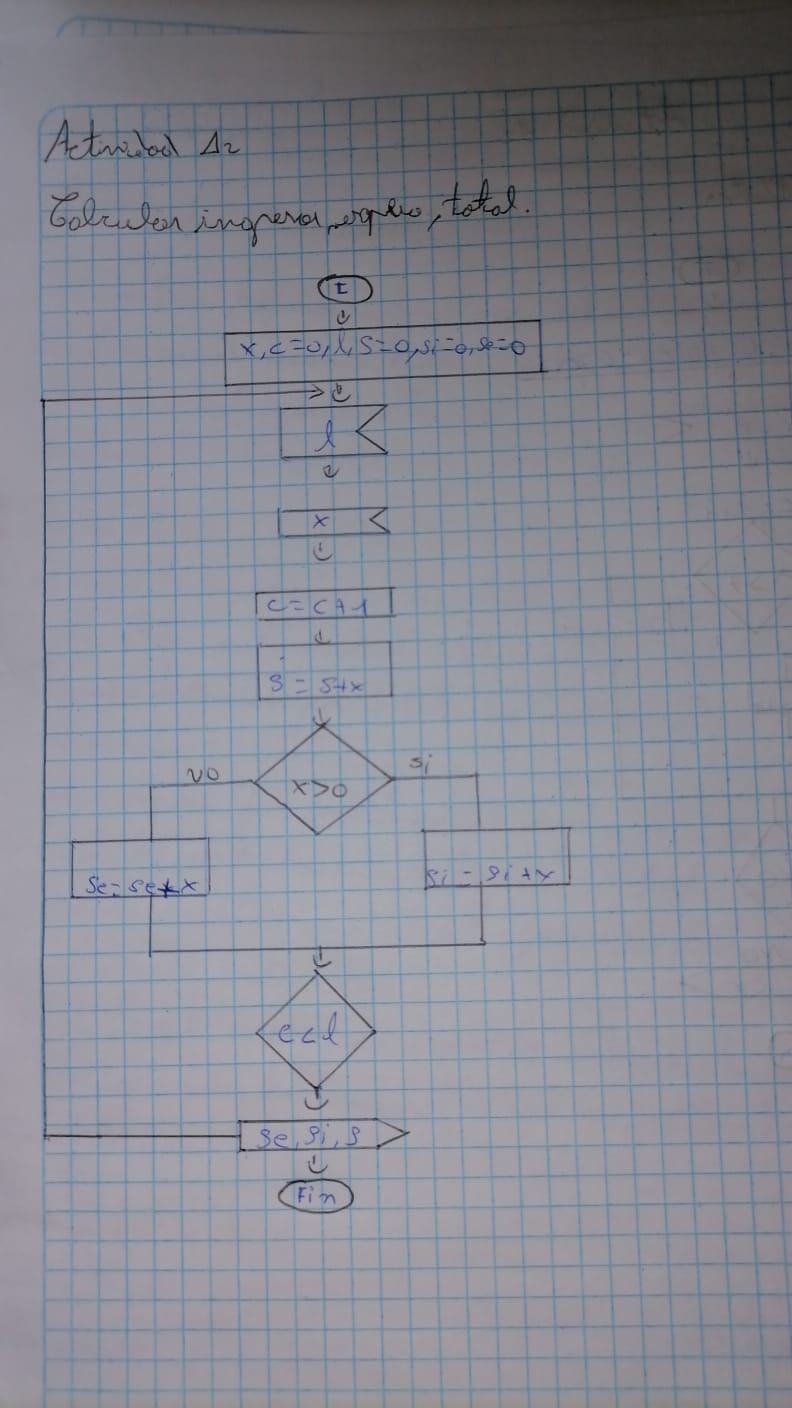 Actividad 12
Calcular ingreso, egreso, total.
I
x, c=0, l, S=0, si=0, se=0
l
x
c=c+1
s = s+x
x>0
NO
si
se=se+x
si = si+x
c<l
se, si, s
Fin